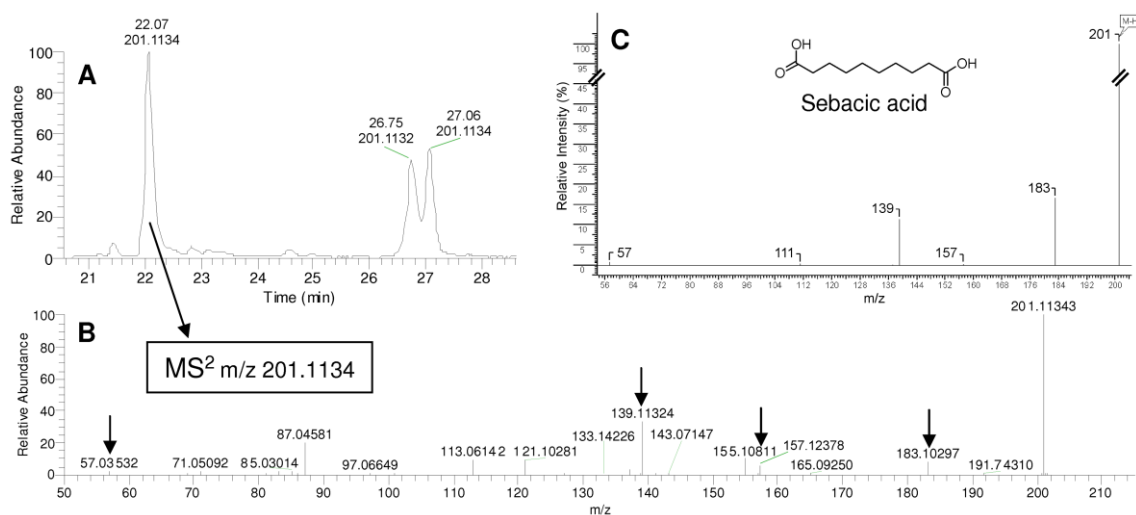 A
22.07
201.1134
26.75
201.1132
27.06
201.1134
Relative Abundance
100
80
60
40
20
0
21 22 23 24 25 26 27 28
Time (min)
C
201
M-H
OH
O
OH
O
Sebacic acid
183
139
157
111
57
Relative Intensity (%)
100
95
45
40
35
30
25
20
15
10
5
0
56 64 72 80 88 96 104 112 120 128 136 144 152 160 168 176 184 192 200
m/z
B
MS² m/z 201.1134
Relative Abundance
100
80
60
40
20
0
201.11343
57.03532
71.05092
85.03014
87.04581
97.06649
113.06142
121.10281
133.14226
139.11324
143.07147
155.10811
157.12378
165.09250
183.10297
191.74310
50 60 70 80 90 100 110 120 130 140 150 160 170 180 190 200 210
m/z